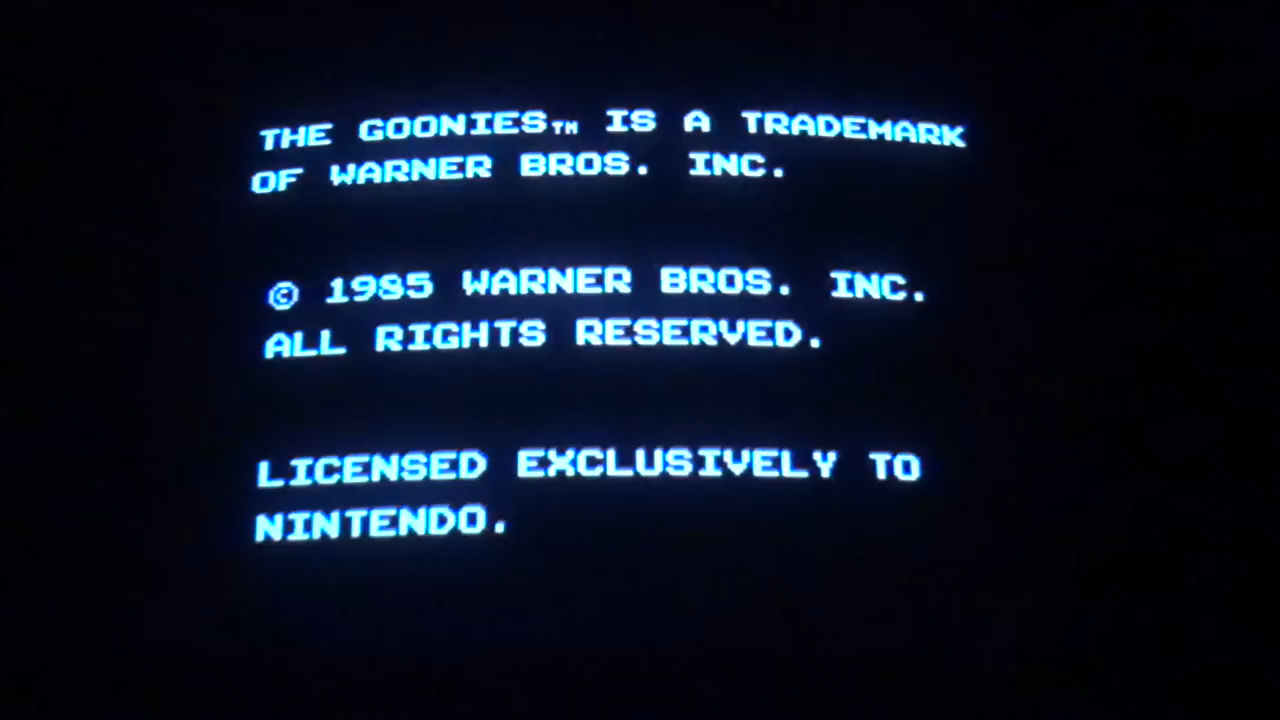 THE GOONIES™ IS A TRADEMARK
OF WARNER BROS. INC.
© 1985 WARNER BROS. INC.
ALL RIGHTS RESERVED.
LICENSED EXCLUSIVELY TO
NINTENDO.